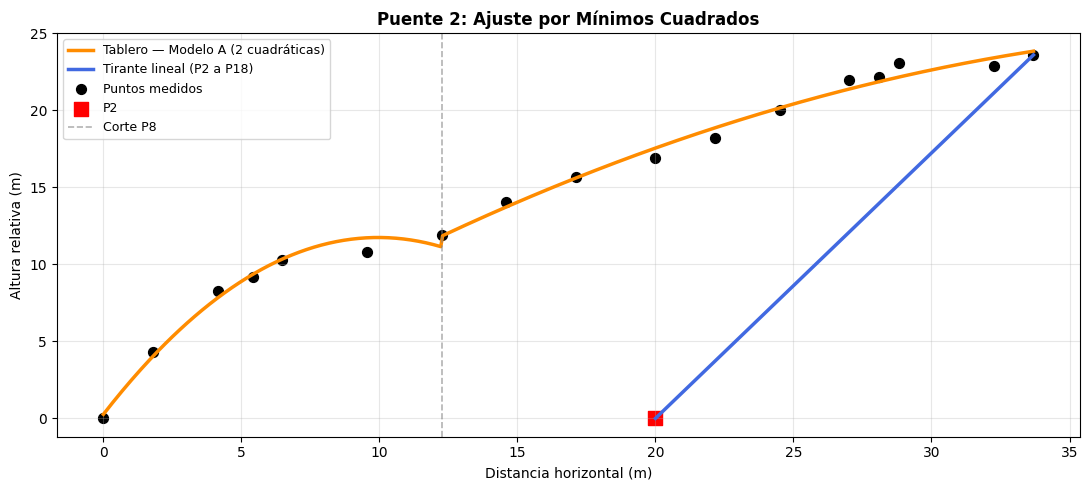 Puente 2: Ajuste por Mínimos Cuadrados
Tablero — Modelo A (2 cuadráticas)
Tirante lineal (P2 a P18)
Puntos medidos
P2
Corte P8
Altura relativa (m)
25
20
15
10
5
0
0 5 10 15 20 25 30 35
Distancia horizontal (m)